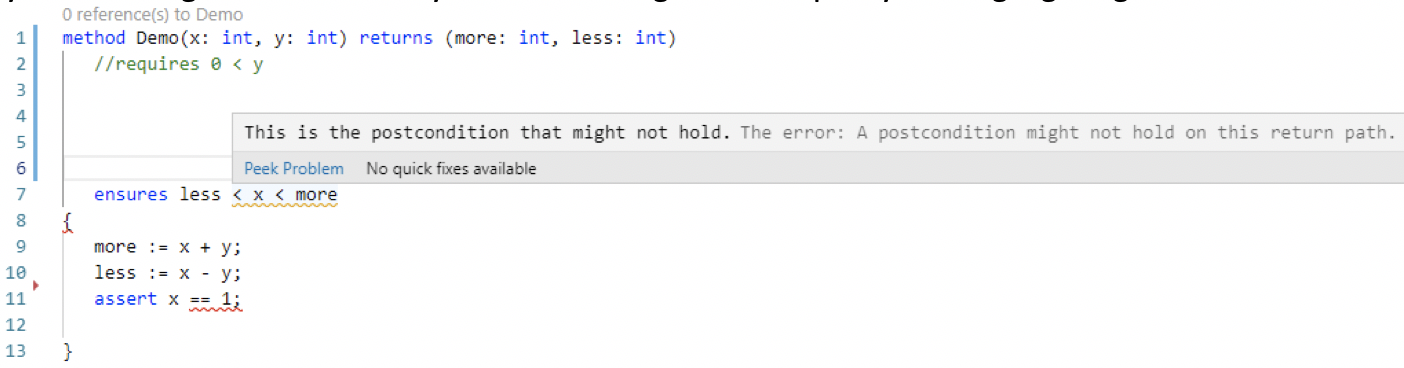 0 reference(s) to Demo
1 method Demo(x: int, y: int) returns (more: int, less: int)
2 //requires 0 < y
3
4
This is the postcondition that might not hold. The error: A postcondition might not hold on this return path.
5
6 Peek Problem No quick fixes available
7 ensures less < x < more
8 {
9 more := x + y;
10 less := x - y;
11 assert x == 1;
12
13 }